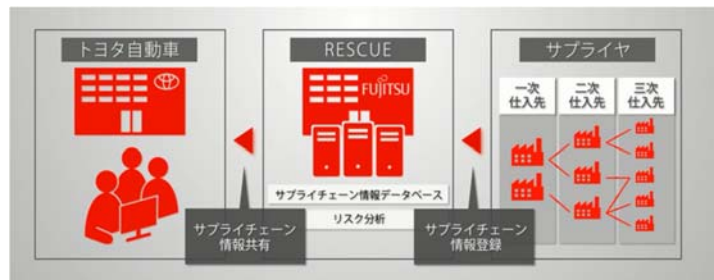 トヨタ自動車
RESCUE
FUJITSU
サプライチェーン情報データベース
リスク分析
サプライヤ
一次
仕入先
二次
仕入先
三次
仕入先
サプライチェーン
情報共有
サプライチェーン
情報登録